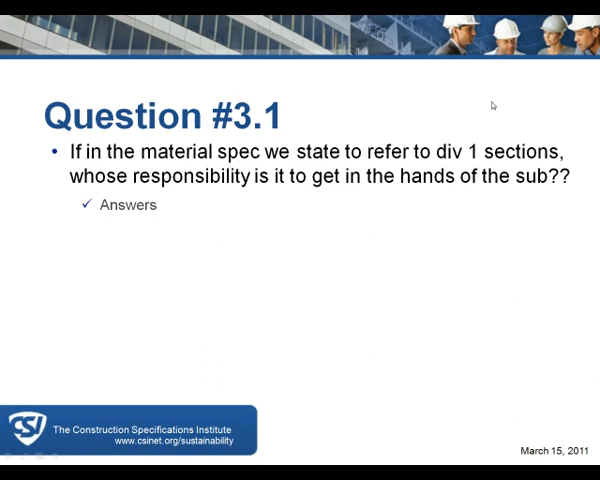 Question #3.1
• If in the material spec we state to refer to div 1 sections,
whose responsibility is it to get in the hands of the sub??
✓ Answers
CSI
The Construction Specifications Institute
www.csinet.org/sustainability
March 15, 2011